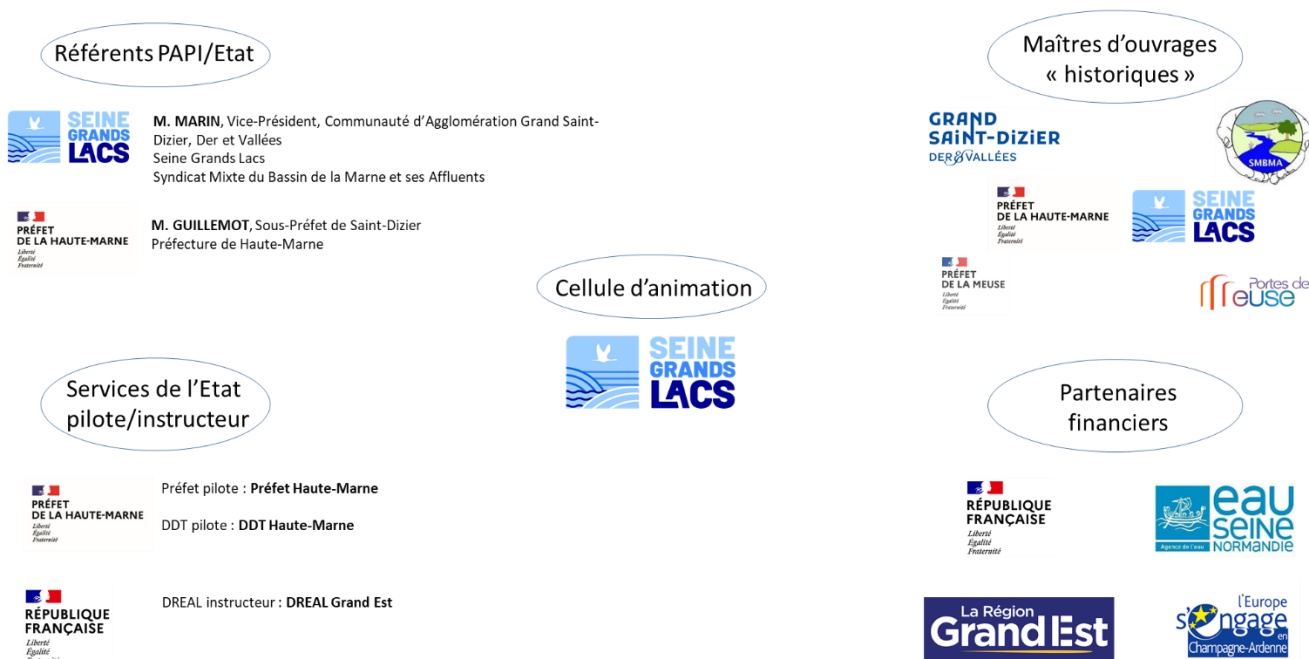 Référents PAPI/Etat
SEINE
GRANDS
LACS
M. MARIN, Vice-Président, Communauté d'Agglomération Grand Saint-
Dizier, Der et Vallées
Seine Grands Lacs
Syndicat Mixte du Bassin de la Marne et ses Affluents
PRÉFET
DE LA HAUTE-MARNE
Liberté
Égalité
Fraternité
M. GUILLEMOT, Sous-Préfet de Saint-Dizier
Préfecture de Haute-Marne
Maîtres d'ouvrages
« historiques »
GRAND
SAiNT-DiZiER
DER & VALLÉES
SMBMA
PRÉFET
DE LA HAUTE-MARNE
Liberté
Égalité
Fraternité
SEINE
GRANDS
LACS
PRÉFET
DE LA MEUSE
Liberté
Égalité
Fraternité
Portes de
meuse
Cellule d'animation
SEINE
GRANDS
LACS
Services de l'Etat
pilote/instructeur
PRÉFET
DE LA HAUTE-MARNE
Liberté
Égalité
Fraternité
Préfet pilote : Préfet Haute-Marne
DDT pilote : DDT Haute-Marne
RÉPUBLIQUE
FRANÇAISE
Liberté
Égalité
Fraternité
DREAL instructeur : DREAL Grand Est
Partenaires
financiers
RÉPUBLIQUE
FRANÇAISE
Liberté
Égalité
Fraternité
Agence de l'eau
eau
SEINE
NORMANDIE
La Région
Grand Est
l'Europe
s'engage
en
Champagne-Ardenne